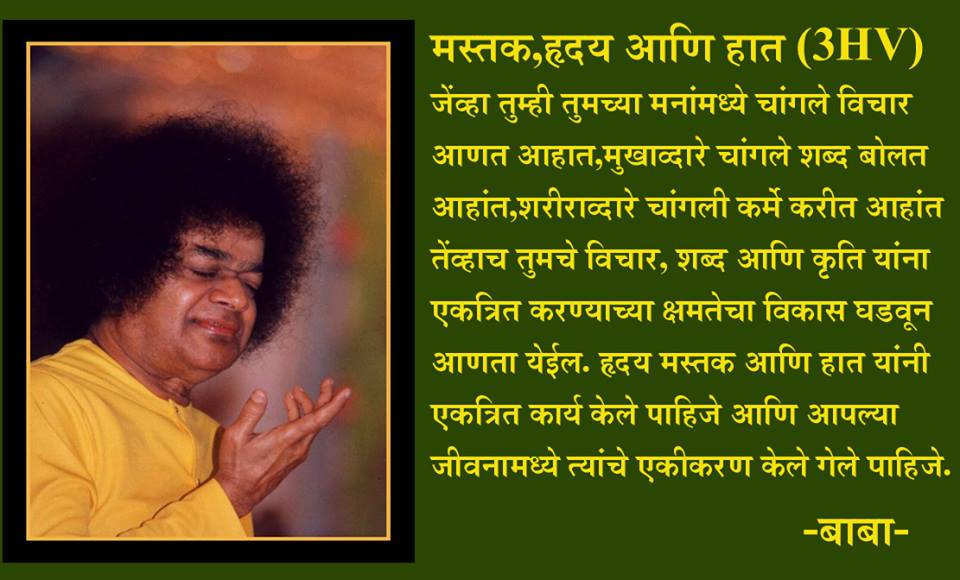 मस्तक,हृदय आणि हात (3HV)
जेंव्हा तुम्ही तुमच्या मनांमध्ये चांगले विचार
आणत आहात,मुखाव्दारे चांगले शब्द बोलत
आहांत,शरीराव्दारे चांगली कर्मे करीत आहांत
तेंव्हाच तुमचे विचार, शब्द आणि कृति यांना
एकत्रित करण्याच्या क्षमतेचा विकास घडवून
आणता येईल. हृदय मस्तक आणि हात यांनी
एकत्रित कार्य केले पाहिजे आणि आपल्या
जीवनामध्ये त्यांचे एकीकरण केले गेले पाहिजे.
-बाबा-